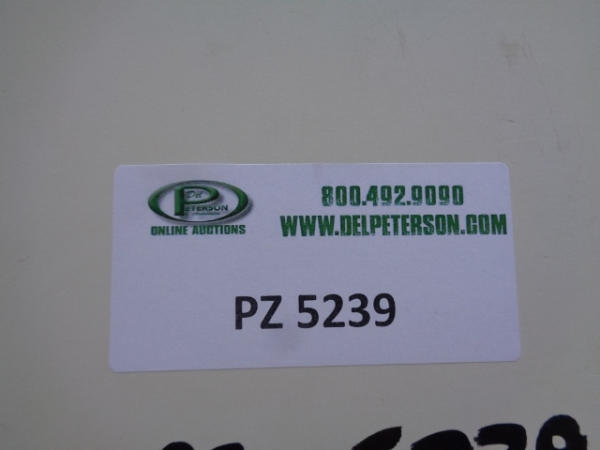 Del
PETERSON
ONLINE AUCTIONS
800.492.9090
WWW.DELPETERSON.COM
PZ 5239